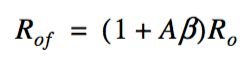 R_of = (1 + Aβ)R_o